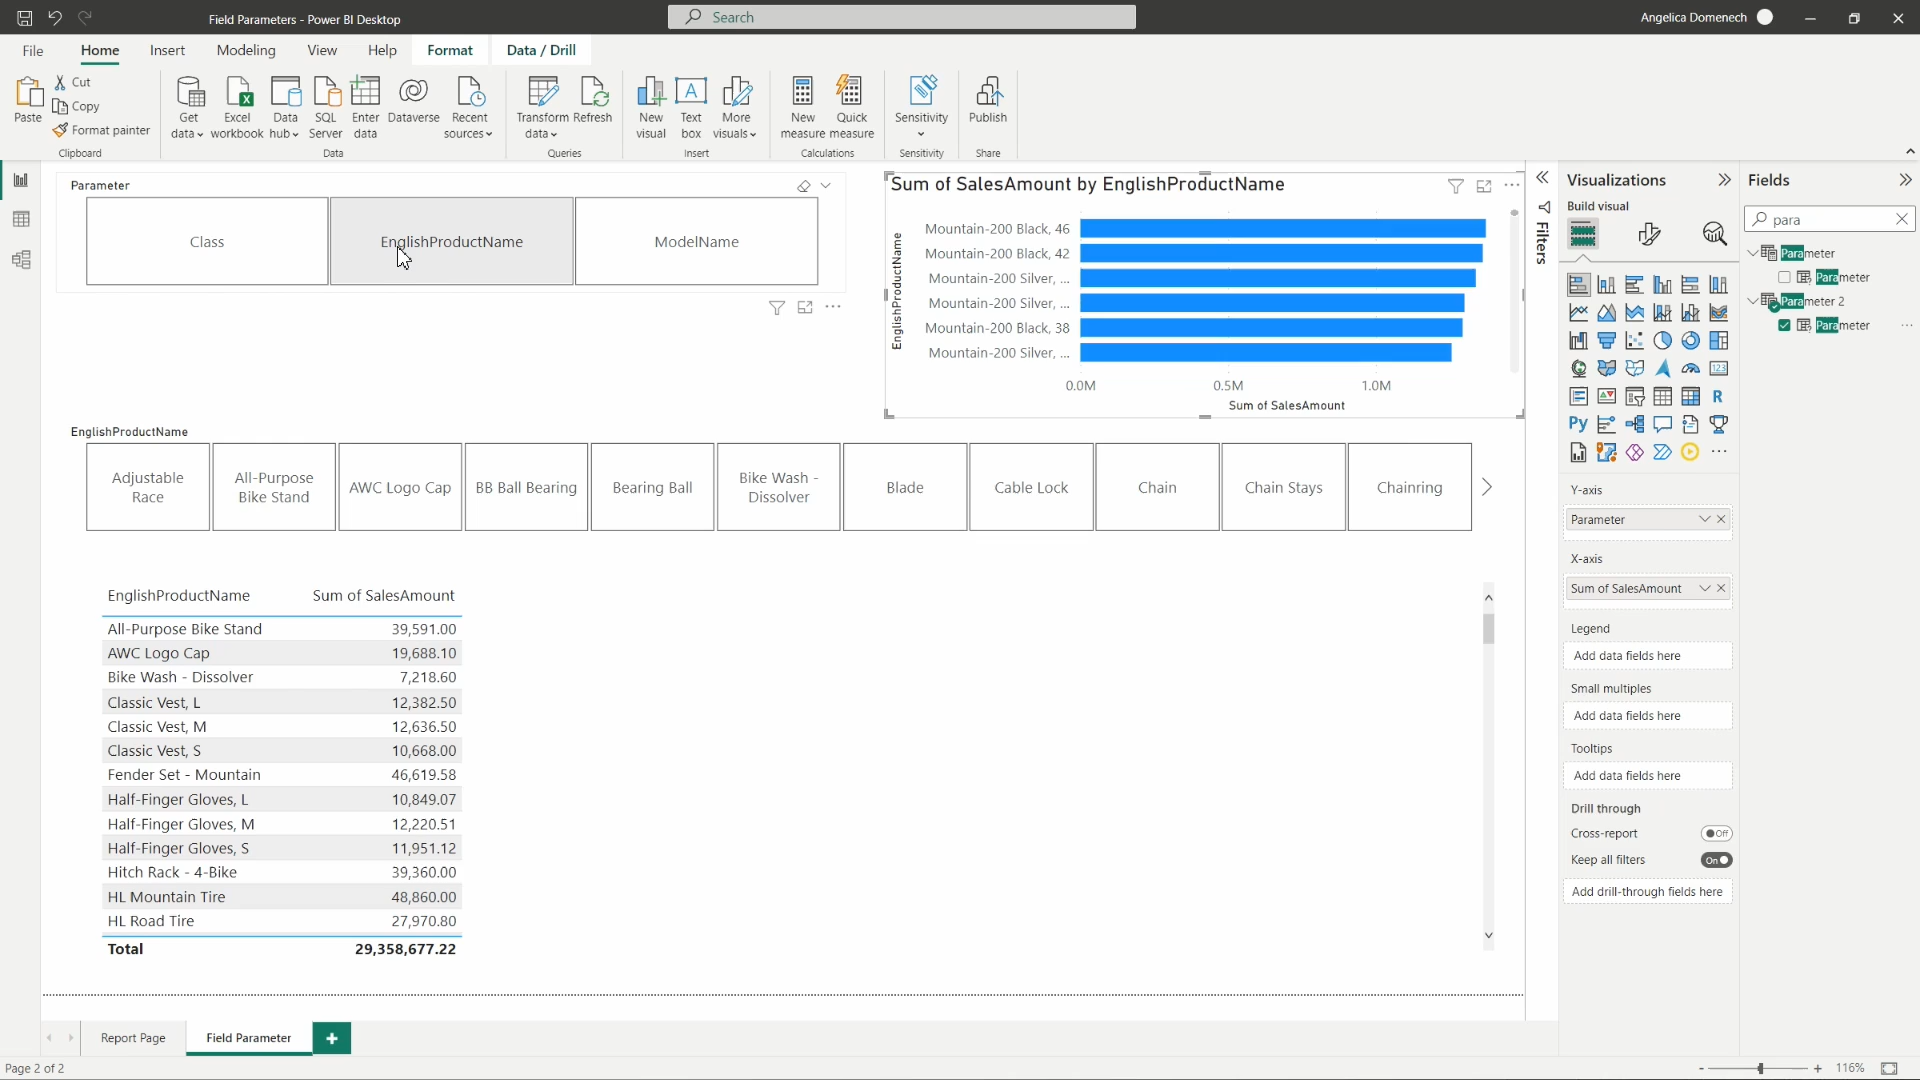 Field Parameters - Power BI Desktop
Search
Angelica Domenech
File
Home
Insert
Modeling
View
Help
Format
Data / Drill
Paste
Cut
Copy
Format painter
Clipboard
Get
data
Excel
workbook
Data
hub
SQL
Server
Enter
data
Dataverse
Recent
sources
Data
Transform
data
Refresh
Queries
New
visual
Text
box
More
visuals
Insert
New
measure
Quick
measure
Calculations
Sensitivity
Sensitivity
Publish
Share
Parameter
Class
EnglishProductName
ModelName
Sum of SalesAmount by EnglishProductName
EnglishProductName
Mountain-200 Black, 46
Mountain-200 Black, 42
Mountain-200 Silver, ...
Mountain-200 Silver, ...
Mountain-200 Black, 38
Mountain-200 Silver, ...
0.0M
0.5M
1.0M
Sum of SalesAmount
EnglishProductName
Adjustable
Race
All-Purpose
Bike Stand
AWC Logo Cap
BB Ball Bearing
Bearing Ball
Bike Wash -
Dissolver
Blade
Cable Lock
Chain
Chain Stays
Chainring
EnglishProductName Sum of SalesAmount
All-Purpose Bike Stand 39,591.00
AWC Logo Cap 19,688.10
Bike Wash - Dissolver 7,218.60
Classic Vest, L 12,382.50
Classic Vest, M 12,636.50
Classic Vest, S 10,668.00
Fender Set - Mountain 46,619.58
Half-Finger Gloves, L 10,849.07
Half-Finger Gloves, M 12,220.51
Half-Finger Gloves, S 11,951.12
Hitch Rack - 4-Bike 39,360.00
HL Mountain Tire 48,860.00
HL Road Tire 27,970.80
Total 29,358,677.22
Filters
Visualizations
Build visual
123
R
Py
Y-axis
Parameter
X-axis
Sum of SalesAmount
Legend
Add data fields here
Small multiples
Add data fields here
Tooltips
Add data fields here
Drill through
Cross-report Off
Keep all filters On
Add drill-through fields here
Fields
para
Parameter
Parameter
Parameter 2
Parameter
Report Page
Field Parameter
Page 2 of 2
116%